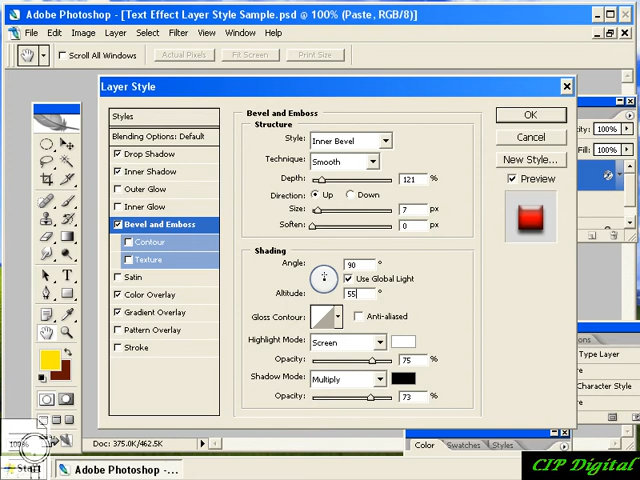 Adobe Photoshop - [Text Effect Layer Style Sample.psd @ 100% (Paste, RGB/8)]
File Edit Image Layer Select Filter View Window Help
Scroll All Windows Actual Pixels Fit Screen Print Size
Layer Style
Styles
Blending Options: Default
Drop Shadow
Inner Shadow
Outer Glow
Inner Glow
Bevel and Emboss
Contour
Texture
Satin
Color Overlay
Gradient Overlay
Pattern Overlay
Stroke
Bevel and Emboss
Structure
Style: Inner Bevel
Technique: Smooth
Depth: 121 %
Direction: Up Down
Size: 7 px
Soften: 0 px
Shading
Angle: 90 °
Use Global Light
Altitude: 55 °
Gloss Contour: Anti-aliased
Highlight Mode: Screen
Opacity: 75 %
Shadow Mode: Multiply
Opacity: 73 %
OK
Cancel
New Style...
Preview
100%
Fill: 100%
Type Layer
Character Style
100%
Doc: 375.0K/462.5K
Color Swatches Styles
Start
Adobe Photoshop - ...
CIP Digital